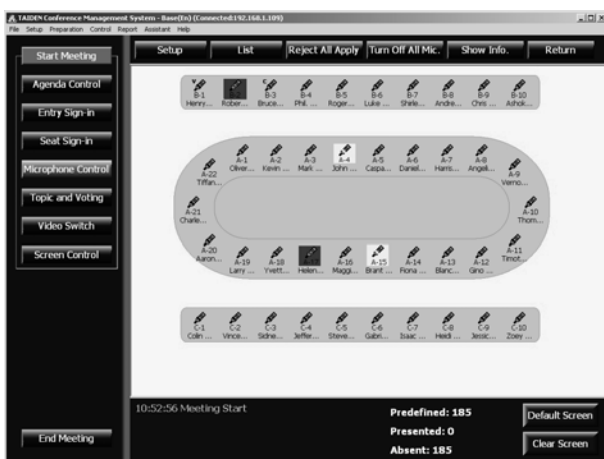 TAIDEN Conference Management System - Base(En) (Connected:192.168.1.109)
File Setup Preparation Control Report Assistant Help
Start Meeting
Agenda Control
Entry Sign-in
Seat Sign-in
Microphone Control
Topic and Voting
Video Switch
Screen Control
End Meeting
Setup List Reject All Apply Turn Off All Mic. Show Info. Return
V C
B-1 B-3 B-4 B-5 B-6 B-7 B-8 B-9 B-10
Henry... Rober... Bruce... Phil. ... Roger... Luke ... Shirle... Andre... Chris ... Ashok...
A-22 A-1 A-2 A-3 A-4 A-5 A-6 A-7 A-8 A-9
Tiffan... Oliver... Kevin ... Mark ... John ... Caspa... Daniel... Harris... Angeli... Verno...
A-21 A-10
Charle... Thom...
A-20 A-19 A-18 A-16 A-15 A-14 A-13 A-12 A-11
Aaron... Larry ... Yvett... Helen... Maggi... Brant ... Fiona ... Blanc... Gino ... Timot...
C-1 C-2 C-3 C-4 C-5 C-6 C-7 C-8 C-9 C-10
Colin ... Vince... Sidne... Jeffer... Steve... Gabri... Isaac ... Heidi ... Jessic... Zoey ...
10:52:56 Meeting Start
Predefined: 185
Presented: 0
Absent: 185
Default Screen
Clear Screen